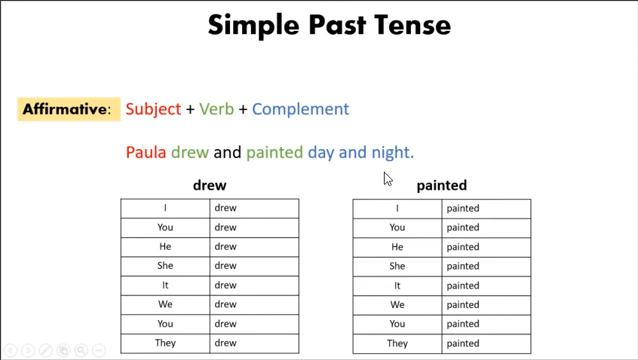 Simple Past Tense
Affirmative: Subject + Verb + Complement
Paula drew and painted day and night.
drew
I drew
You drew
He drew
She drew
It drew
We drew
You drew
They drew
painted
I painted
You painted
He painted
She painted
It painted
We painted
You painted
They painted